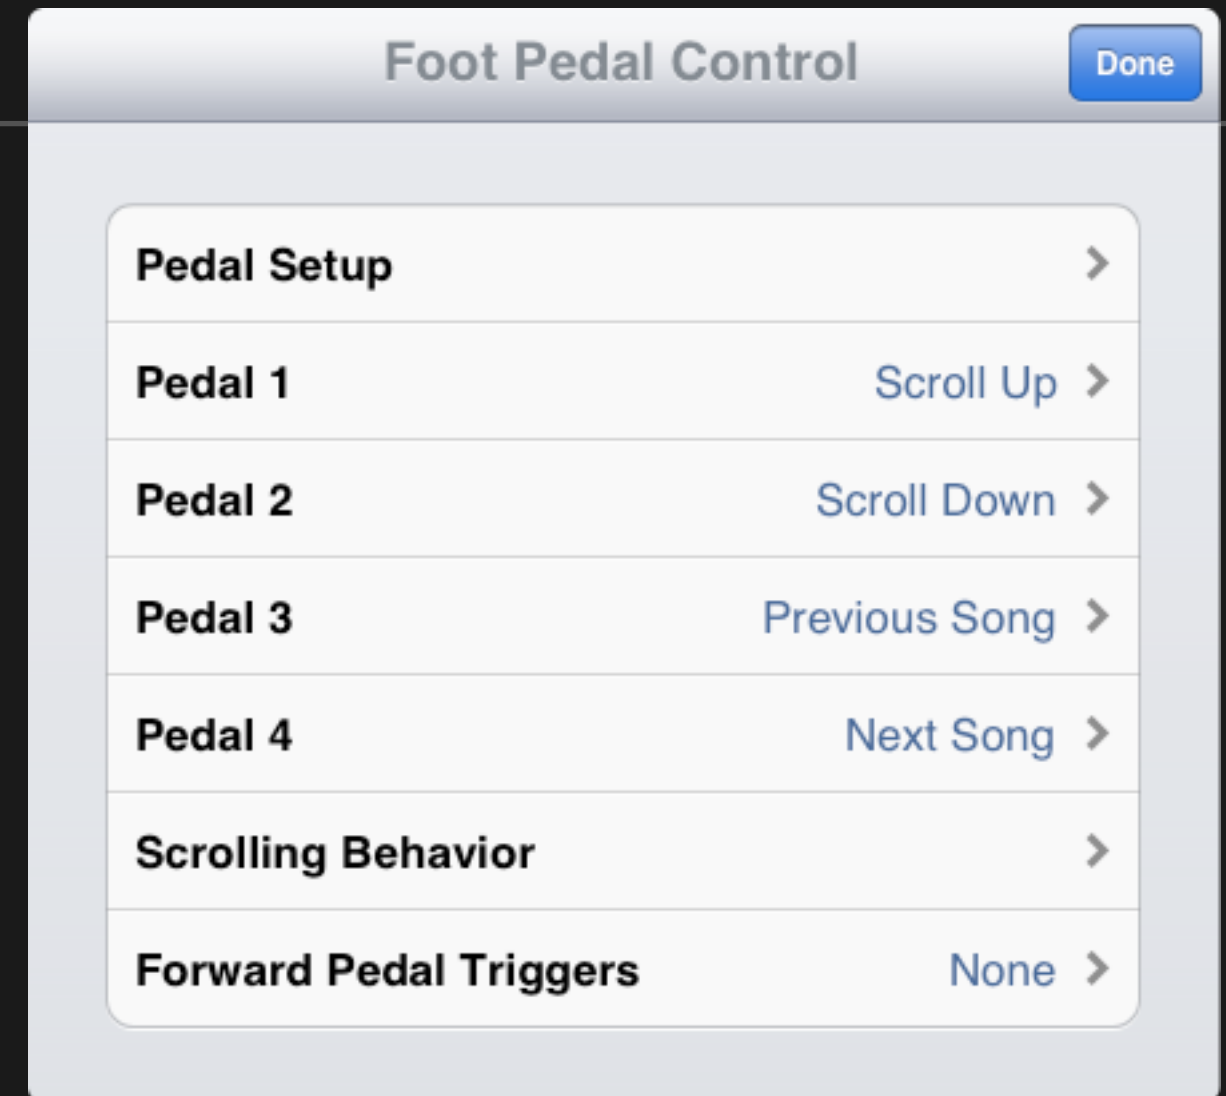 Foot Pedal Control
Done
Pedal Setup
Pedal 1 Scroll Up
Pedal 2 Scroll Down
Pedal 3 Previous Song
Pedal 4 Next Song
Scrolling Behavior
Forward Pedal Triggers None